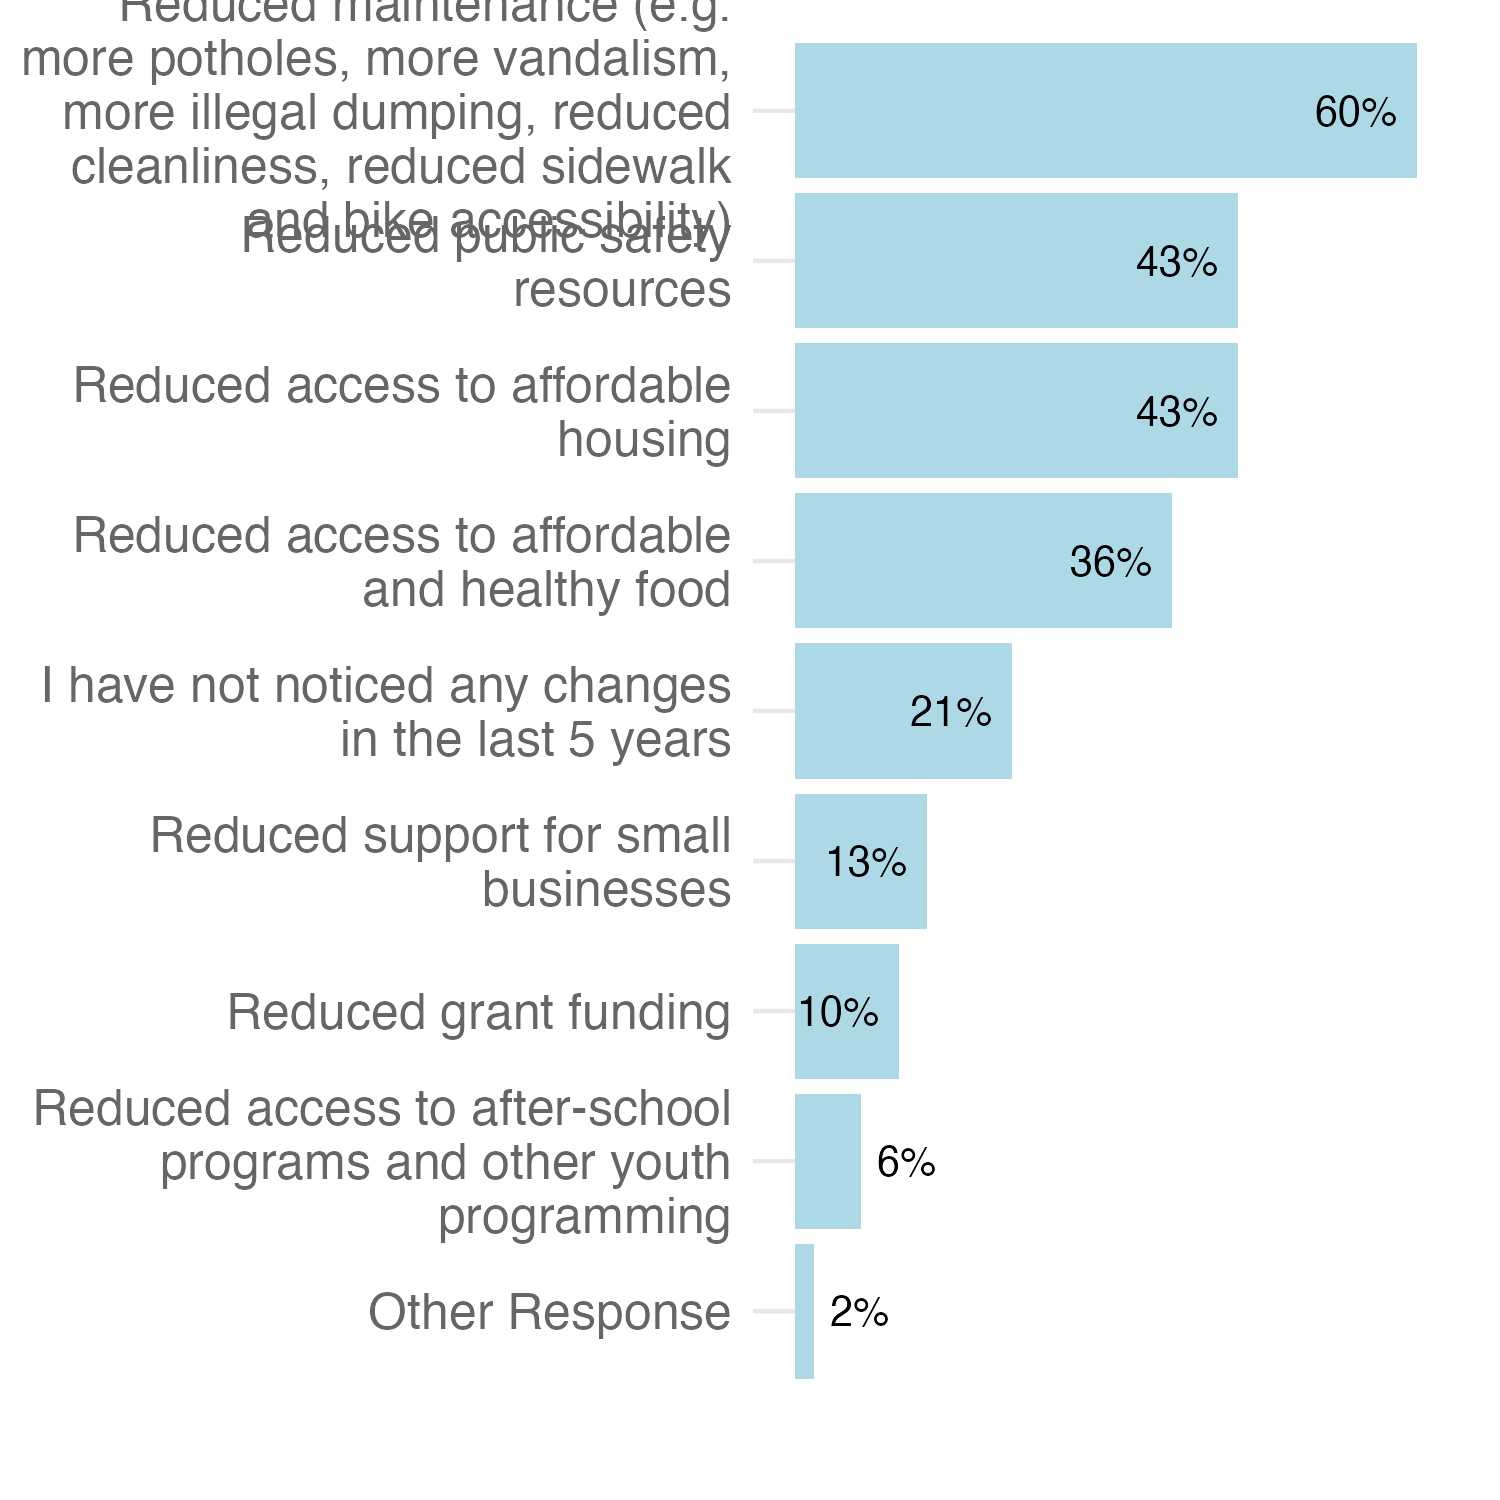 Reduced maintenance (e.g.
more potholes, more vandalism,
more illegal dumping, reduced
cleanliness, reduced sidewalk
and bike accessibility)
60%
Reduced public safety
resources
43%
Reduced access to affordable
housing
43%
Reduced access to affordable
and healthy food
36%
I have not noticed any changes
in the last 5 years
21%
Reduced support for small
businesses
13%
Reduced grant funding
10%
Reduced access to after-school
programs and other youth
programming
6%
Other Response
2%